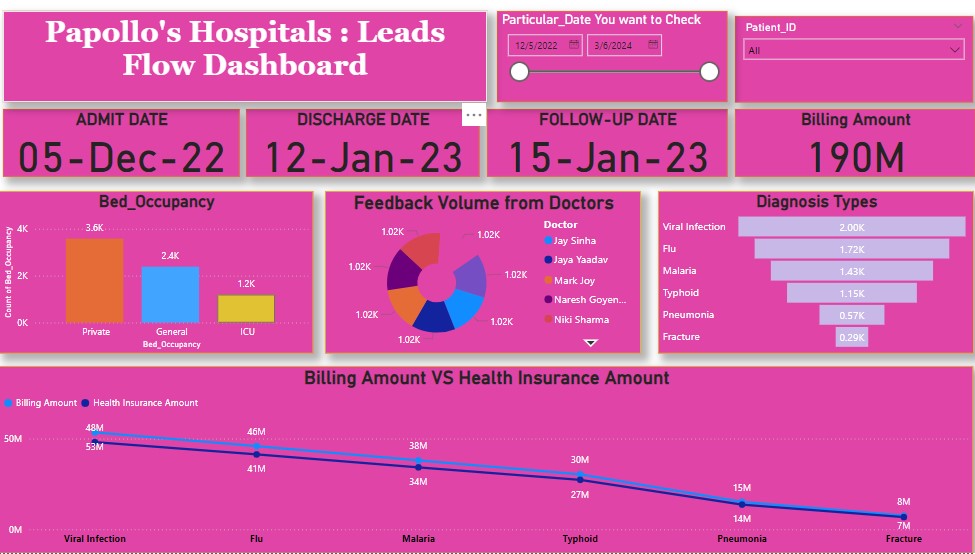 Papollo's Hospitals : Leads
Flow Dashboard
Particular_Date You want to Check
12/5/2022
3/6/2024
Patient_ID
All
ADMIT DATE
05-Dec-22
DISCHARGE DATE
12-Jan-23
FOLLOW-UP DATE
15-Jan-23
Billing Amount
190M
Bed_Occupancy
Count of Bed_Occupancy
4K
2K
0K
3.6K
2.4K
1.2K
Private
General
ICU
Bed_Occupancy
Feedback Volume from Doctors
1.02K
1.02K
1.02K
1.02K
1.02K
1.02K
1.02K
Doctor
Jay Sinha
Jaya Yaadav
Mark Joy
Naresh Goyen...
Niki Sharma
Diagnosis Types
Viral Infection 2.00K
Flu 1.72K
Malaria 1.43K
Typhoid 1.15K
Pneumonia 0.57K
Fracture 0.29K
Billing Amount VS Health Insurance Amount
Billing Amount Health Insurance Amount
50M
0M
48M
53M
46M
41M
38M
34M
30M
27M
15M
14M
8M
7M
Viral Infection
Flu
Malaria
Typhoid
Pneumonia
Fracture